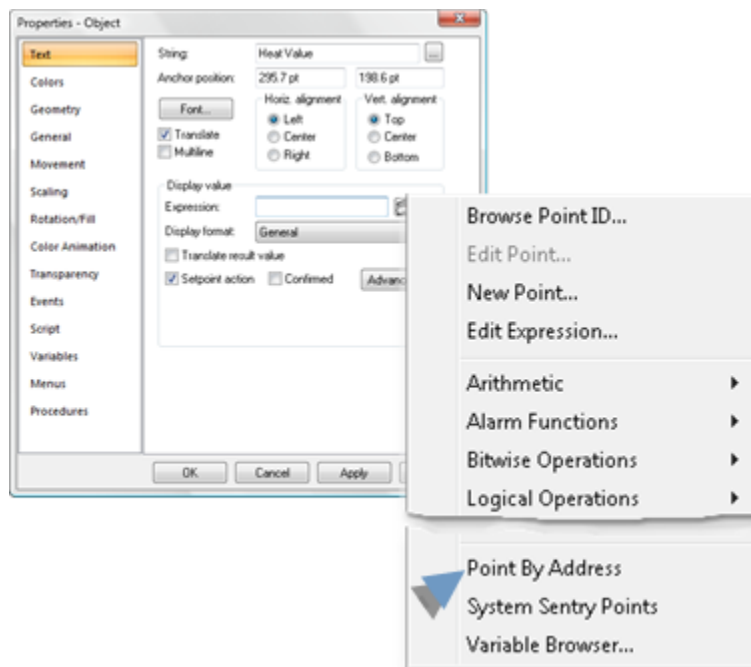 Properties - Object
Text
Colors
Geometry
General
Movement
Scaling
Rotation/Fill
Color Animation
Transparency
Events
Script
Variables
Menus
Procedures
String: Heat Value ...
Anchor position: 295.7 pt 198.6 pt
Font...
Translate
Multiline
Horiz. alignment
Left
Center
Right
Vert. alignment
Top
Center
Bottom
Display value
Expression:
Display format: General
Translate result value
Setpoint action Confirmed
OK Cancel Apply
Browse Point ID...
Edit Point...
New Point...
Edit Expression...
Arithmetic
Alarm Functions
Bitwise Operations
Logical Operations
Point By Address
System Sentry Points
Variable Browser...